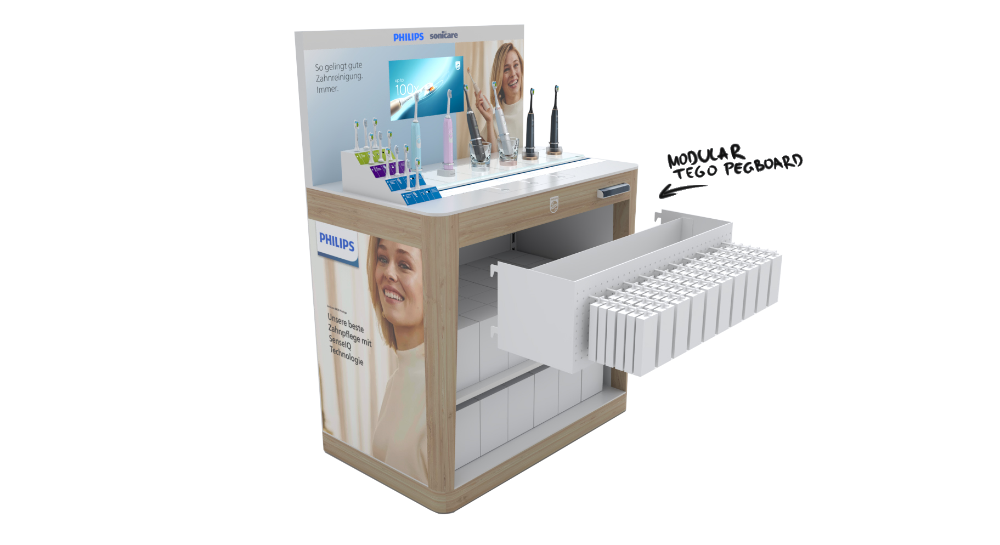 PHILIPS sonicare
So gelingt gute
Zahnreinigung.
Immer.
up to
100x
MODULAR
TEGO PEGBOARD
PHILIPS
Unsere beste
Zahnpflege mit
SenseIQ
Technologie